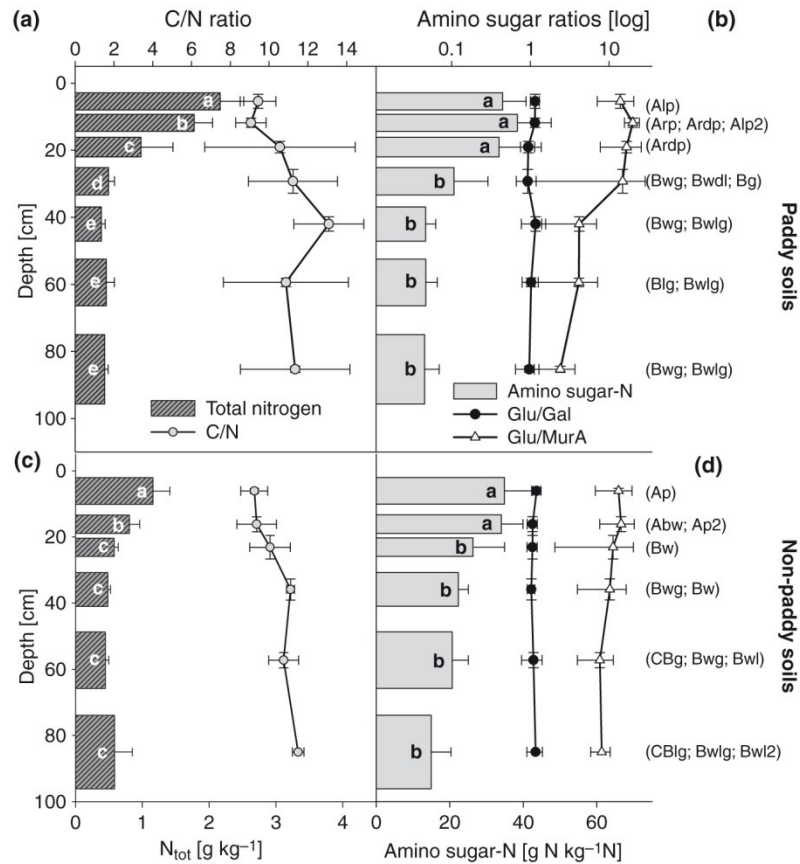 (a) C/N ratio Amino sugar ratios [log] (b)
0 2 4 6 8 10 12 14 0.1 1 10
0 a a (Alp)
b a (Arp; Ardp; Alp2)
20 c a (Ardp)
d b (Bwg; Bwdl; Bg)
40 e b (Bwg; Bwlg)
60 e b (Blg; Bwlg)
80 e b (Bwg; Bwlg)
100
Depth [cm]
Total nitrogen
C/N
Amino sugar-N
Glu/Gal
Glu/MurA
Paddy soils
(c) (d)
0 a a (Ap)
b a (Abw; Ap2)
20 c b (Bw)
c b (Bwg; Bw)
40
60 c b (CBg; Bwg; Bwl)
80 c b (CBlg; Bwlg; Bwl2)
100
Depth [cm]
Non-paddy soils
0 1 2 3 4 0 20 40 60
Ntot [g kg–1] Amino sugar-N [g N kg–1N]